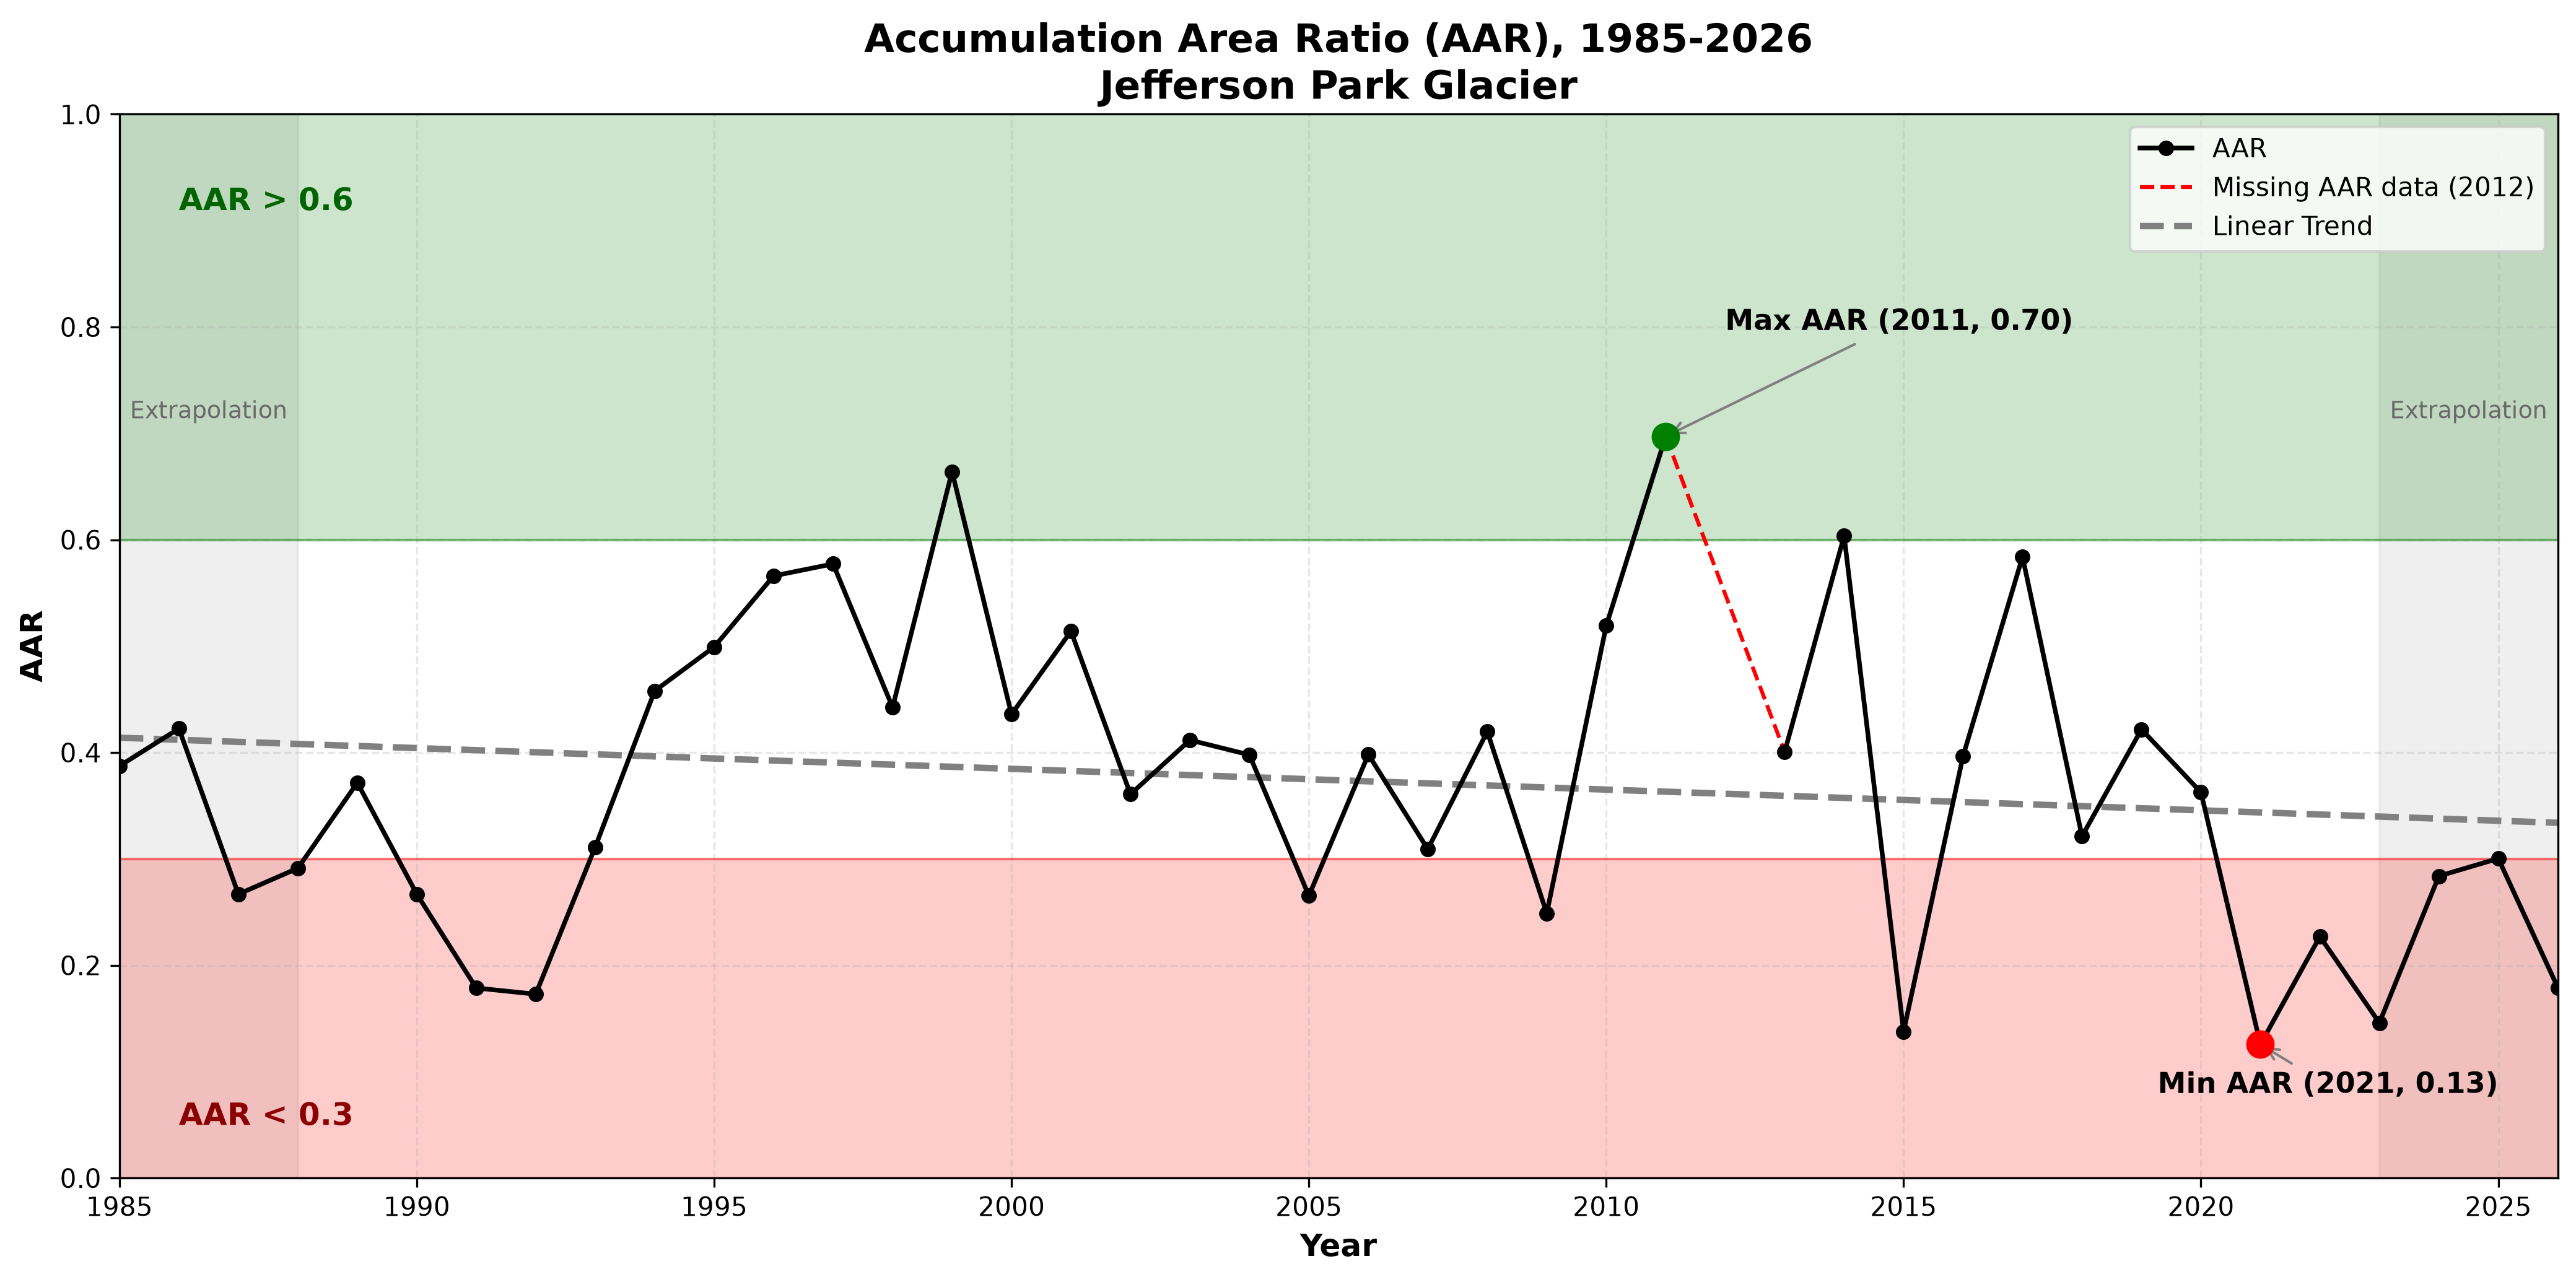 Accumulation Area Ratio (AAR), 1985-2026
Jefferson Park Glacier
1.0
0.8
0.6
0.4
0.2
0.0
AAR
AAR > 0.6
Extrapolation
AAR < 0.3
AAR
Missing AAR data (2012)
Linear Trend
Max AAR (2011, 0.70)
Extrapolation
Min AAR (2021, 0.13)
1985 1990 1995 2000 2005 2010 2015 2020 2025
Year